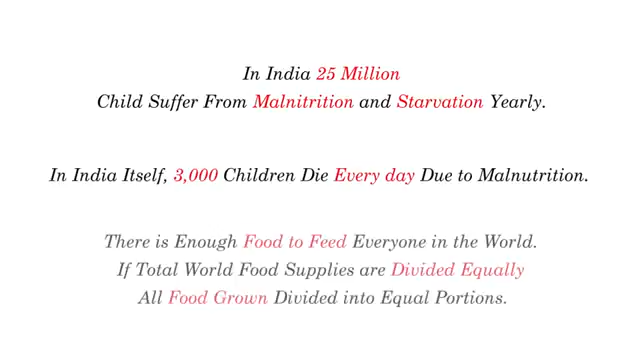 In India 25 Million
Child Suffer From Malnitrition and Starvation Yearly.
In India Itself, 3,000 Children Die Every day Due to Malnutrition.
There is Enough Food to Feed Everyone in the World.
If Total World Food Supplies are Divided Equally
All Food Grown Divided into Equal Portions.